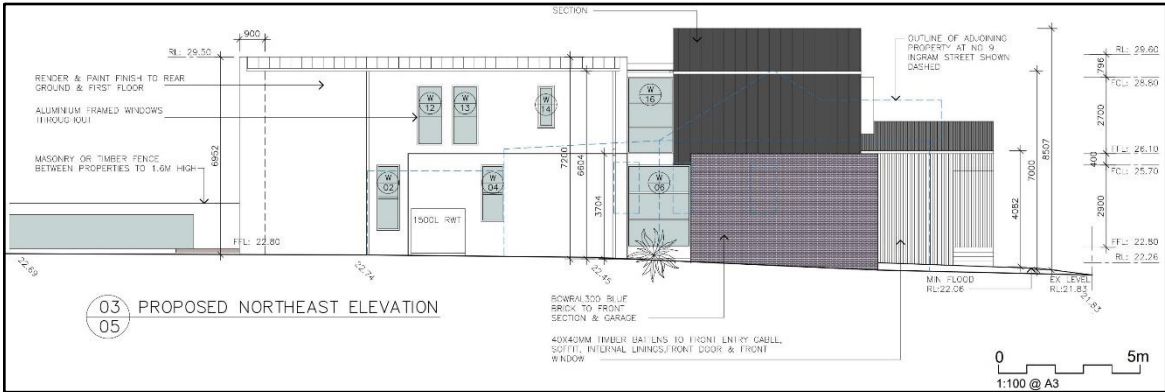 SECTION
900
RL: 29.50
RENDER & PAINT FINISH TO REAR
GROUND & FIRST FLOOR
ALUMINIUM FRAMED WINDOWS
THROUGHOUT
MASONRY OR TIMBER FENCE
BETWEEN PROPERTIES TO 1.6M HIGH
6952
W
12
W
13
W
14
W
16
W
02
W
04
W
06
1500L RWT
7200
6604
3704
OUTLINE OF ADJOINING
PROPERTY AT NO 9
INGRAM STREET SHOWN
DASHED
4082
7000
8507
796
2700
400
2900
RL: 29.60
FCL: 28.80
FFL: 26.10
FCL: 25.70
FFL: 22.80
RL: 22.26
FFL: 22.80
22.69
22.74
22.45
21.83
MIN FLOOD
RL:22.06
EX LEVEL
RL:21.83
03
05
PROPOSED NORTHEAST ELEVATION
BOWRAL300 BLUE
BRICK TO FRONT
SECTION & GARAGE
40X40MM TIMBER BATTENS TO FRONT ENTRY GABLE,
SOFFIT, INTERNAL LININGS,FRONT DOOR & FRONT
WINDOW
0 5m
1:100 @ A3